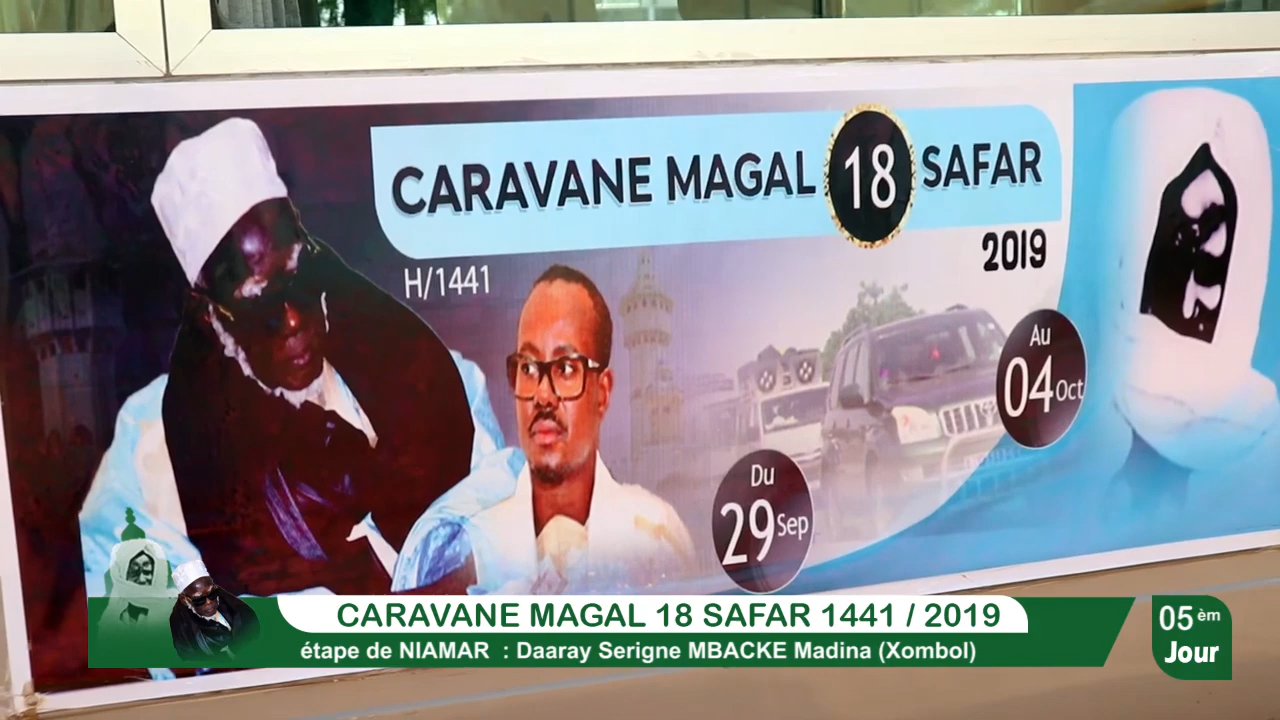 CARAVANE MAGAL 18 SAFAR
2019
H/1441
Au
04 Oct
Du
29 Sep
CARAVANE MAGAL 18 SAFAR 1441 / 2019
étape de NIAMAR : Daaray Serigne MBACKE Madina (Xombol)
05 èm
Jour